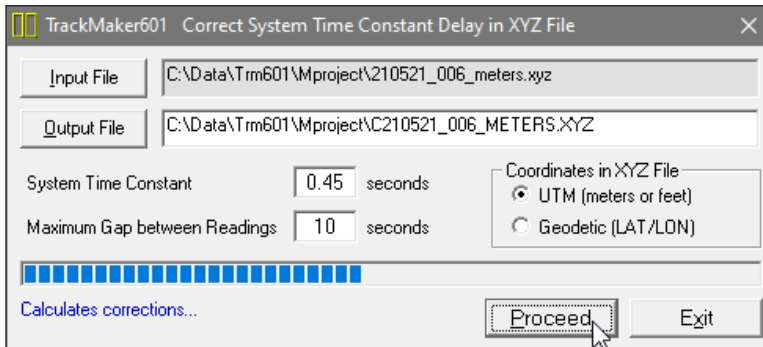 TrackMaker601 Correct System Time Constant Delay in XYZ File
Input File C:\Data\Trm601\Mproject\210521_006_meters.xyz
Output File C:\Data\Trm601\Mproject\C210521_006_METERS.XYZ
System Time Constant 0.45 seconds
Maximum Gap between Readings 10 seconds
Coordinates in XYZ File
UTM (meters or feet)
Geodetic (LAT/LON)
Calculates corrections...
Proceed
Exit